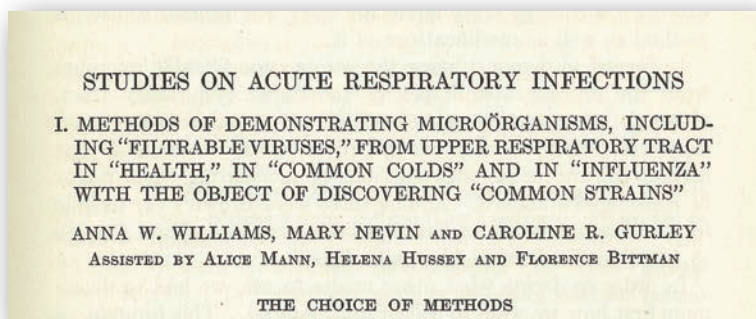 STUDIES ON ACUTE RESPIRATORY INFECTIONS
I. METHODS OF DEMONSTRATING MICROÖRGANISMS, INCLUD-
ING "FILTRABLE VIRUSES," FROM UPPER RESPIRATORY TRACT
IN "HEALTH," IN "COMMON COLDS" AND IN "INFLUENZA"
WITH THE OBJECT OF DISCOVERING "COMMON STRAINS"
ANNA W. WILLIAMS, MARY NEVIN AND CAROLINE R. GURLEY
ASSISTED BY ALICE MANN, HELENA HUSSEY AND FLORENCE BITTMAN
THE CHOICE OF METHODS